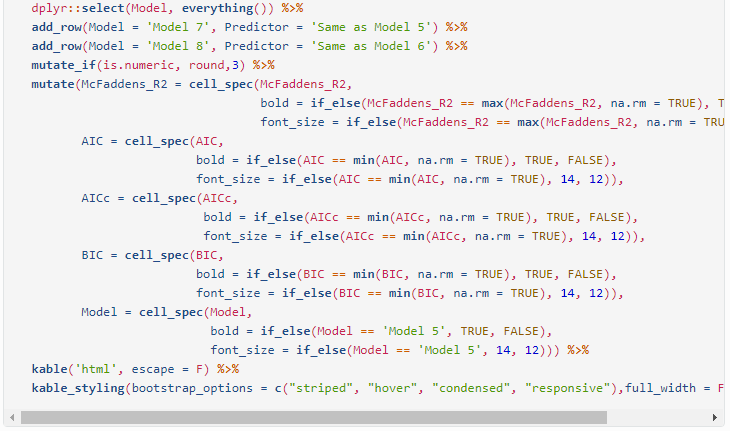 dplyr::select(Model, everything()) %>%
add_row(Model = 'Model 7', Predictor = 'Same as Model 5') %>%
add_row(Model = 'Model 8', Predictor = 'Same as Model 6') %>%
mutate_if(is.numeric, round,3) %>%
mutate(McFaddens_R2 = cell_spec(McFaddens_R2,
bold = if_else(McFaddens_R2 == max(McFaddens_R2, na.rm = TRUE), T
font_size = if_else(McFaddens_R2 == max(McFaddens_R2, na.rm = TRU
AIC = cell_spec(AIC,
bold = if_else(AIC == min(AIC, na.rm = TRUE), TRUE, FALSE),
font_size = if_else(AIC == min(AIC, na.rm = TRUE), 14, 12)),
AICc = cell_spec(AICc,
bold = if_else(AICc == min(AICc, na.rm = TRUE), TRUE, FALSE),
font_size = if_else(AICc == min(AICc, na.rm = TRUE), 14, 12)),
BIC = cell_spec(BIC,
bold = if_else(BIC == min(BIC, na.rm = TRUE), TRUE, FALSE),
font_size = if_else(BIC == min(BIC, na.rm = TRUE), 14, 12)),
Model = cell_spec(Model,
bold = if_else(Model == 'Model 5', TRUE, FALSE),
font_size = if_else(Model == 'Model 5', 14, 12))) %>%
kable('html', escape = F) %>%
kable_styling(bootstrap_options = c("striped", "hover", "condensed", "responsive"),full_width = F